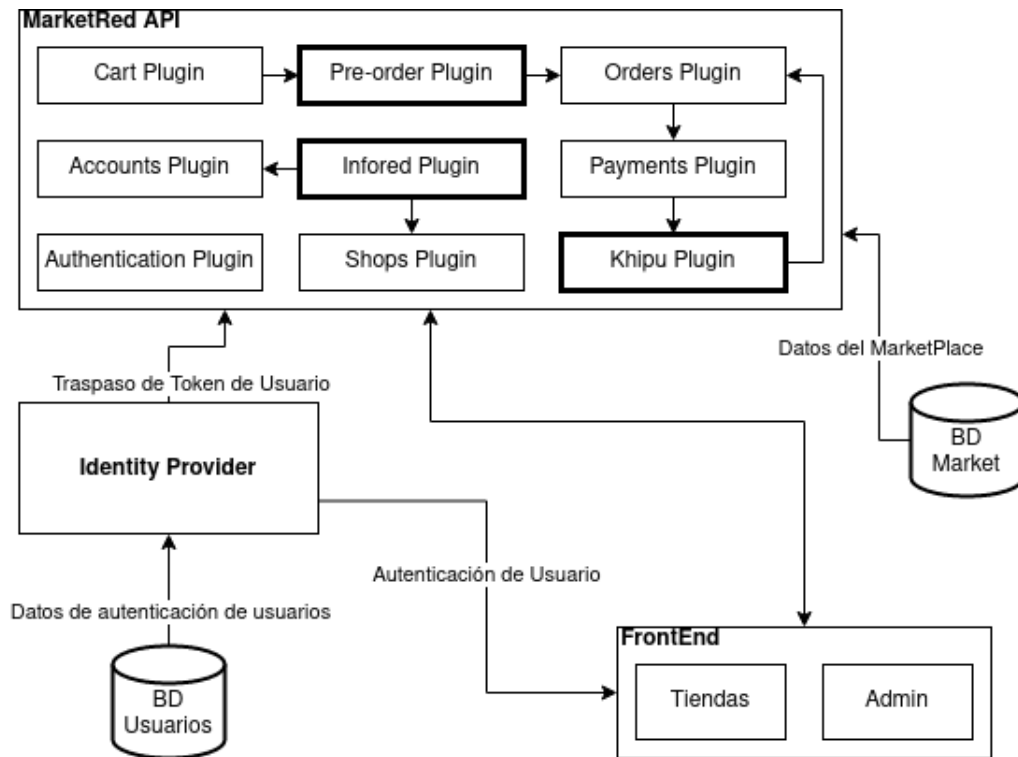 MarketRed API
Cart Plugin
Pre-order Plugin
Orders Plugin
Accounts Plugin
Infored Plugin
Payments Plugin
Authentication Plugin
Shops Plugin
Khipu Plugin
Datos del MarketPlace
Traspaso de Token de Usuario
BD
Market
Identity Provider
Autenticación de Usuario
Datos de autenticación de usuarios
FrontEnd
BD
Usuarios
Tiendas
Admin